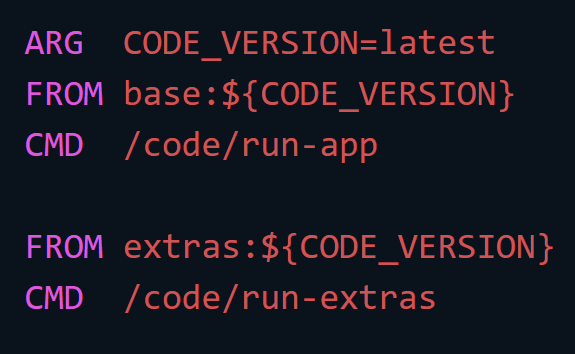 ARG  CODE_VERSION=latest
FROM base:${CODE_VERSION}
CMD  /code/run-app

FROM extras:${CODE_VERSION}
CMD  /code/run-extras